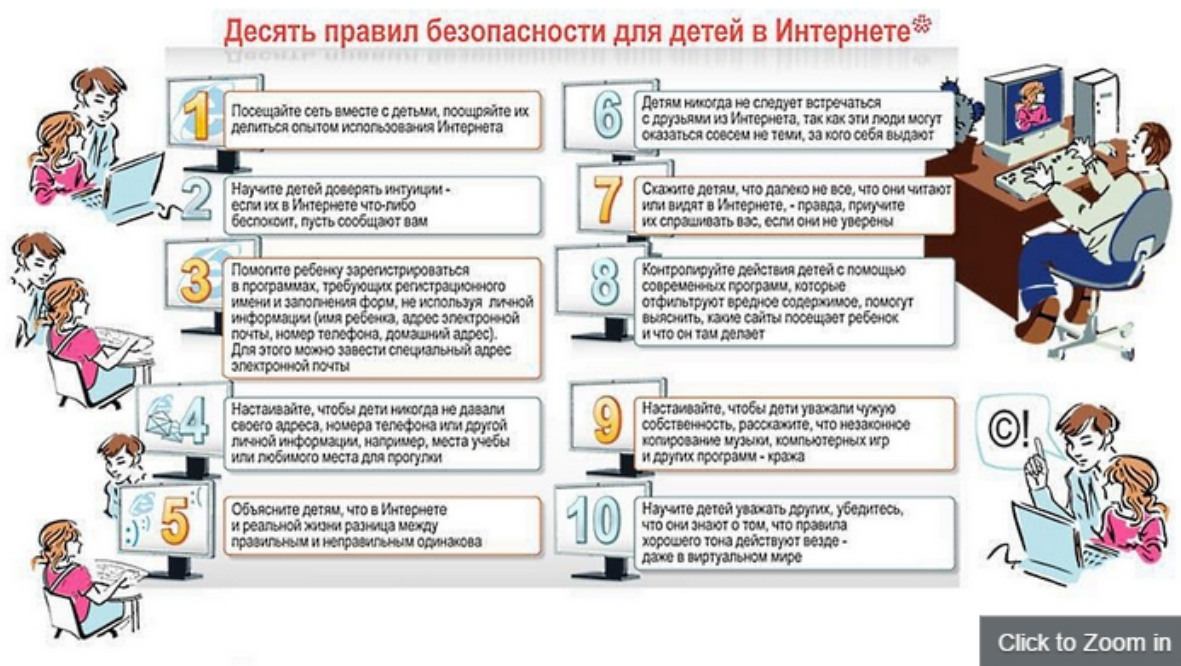 Десять правил безопасности для детей в Интернете*
1
Посещайте сеть вместе с детьми, поощряйте их
делиться опытом использования Интернета
2
Научите детей доверять интуиции -
если их в Интернете что-либо
беспокоит, пусть сообщают вам
3
Помогите ребенку зарегистрироваться
в программах, требующих регистрационного
имени и заполнения форм, не используя личной
информации (имя ребенка, адрес электронной
почты, номер телефона, домашний адрес).
Для этого можно завести специальный адрес
электронной почты
4
Настаивайте, чтобы дети никогда не давали
своего адреса, номера телефона или другой
личной информации, например, места учебы
или любимого места для прогулки
:(
:)
5
Объясните детям, что в Интернете
и реальной жизни разница между
правильным и неправильным одинакова
6
Детям никогда не следует встречаться
с друзьями из Интернета, так как эти люди могут
оказаться совсем не теми, за кого себя выдают
7
Скажите детям, что далеко не все, что они читают
или видят в Интернете, - правда, приучите
их спрашивать вас, если они не уверены
8
Контролируйте действия детей с помощью
современных программ, которые
отфильтруют вредное содержимое, помогут
выяснить, какие сайты посещает ребенок
и что он там делает
9
Настаивайте, чтобы дети уважали чужую
собственность, расскажите, что незаконное
копирование музыки, компьютерных игр
и других программ - кража
10
Научите детей уважать других, убедитесь,
что они знают о том, что правила
хорошего тона действуют везде -
даже в виртуальном мире
©!
Click to Zoom in